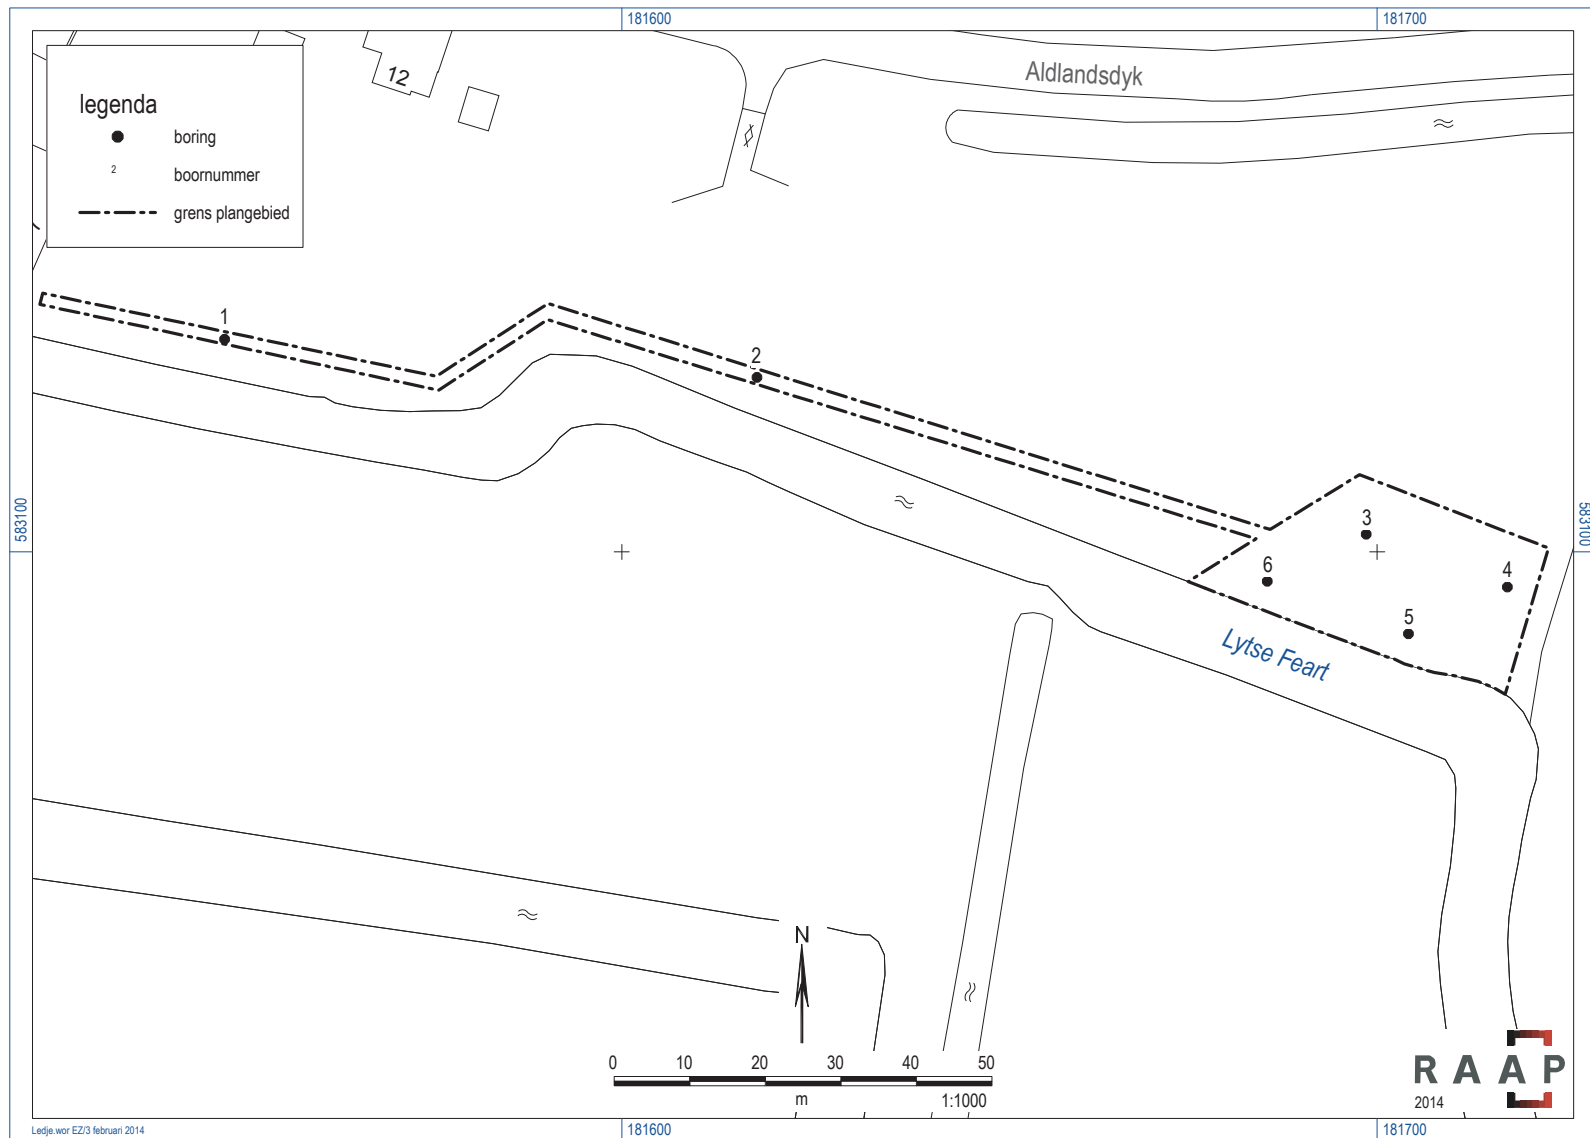 181600
181700
12
Aldlandsdyk
legenda
boring
2
boornummer
grens plangebied
1
2
3
4
5
6
583100
583100
Lytse Feart
N
0 10 20 30 40 50
m
1:1000
RAAP
2014
Ledje.wor EZ/3 februari 2014
181600
181700